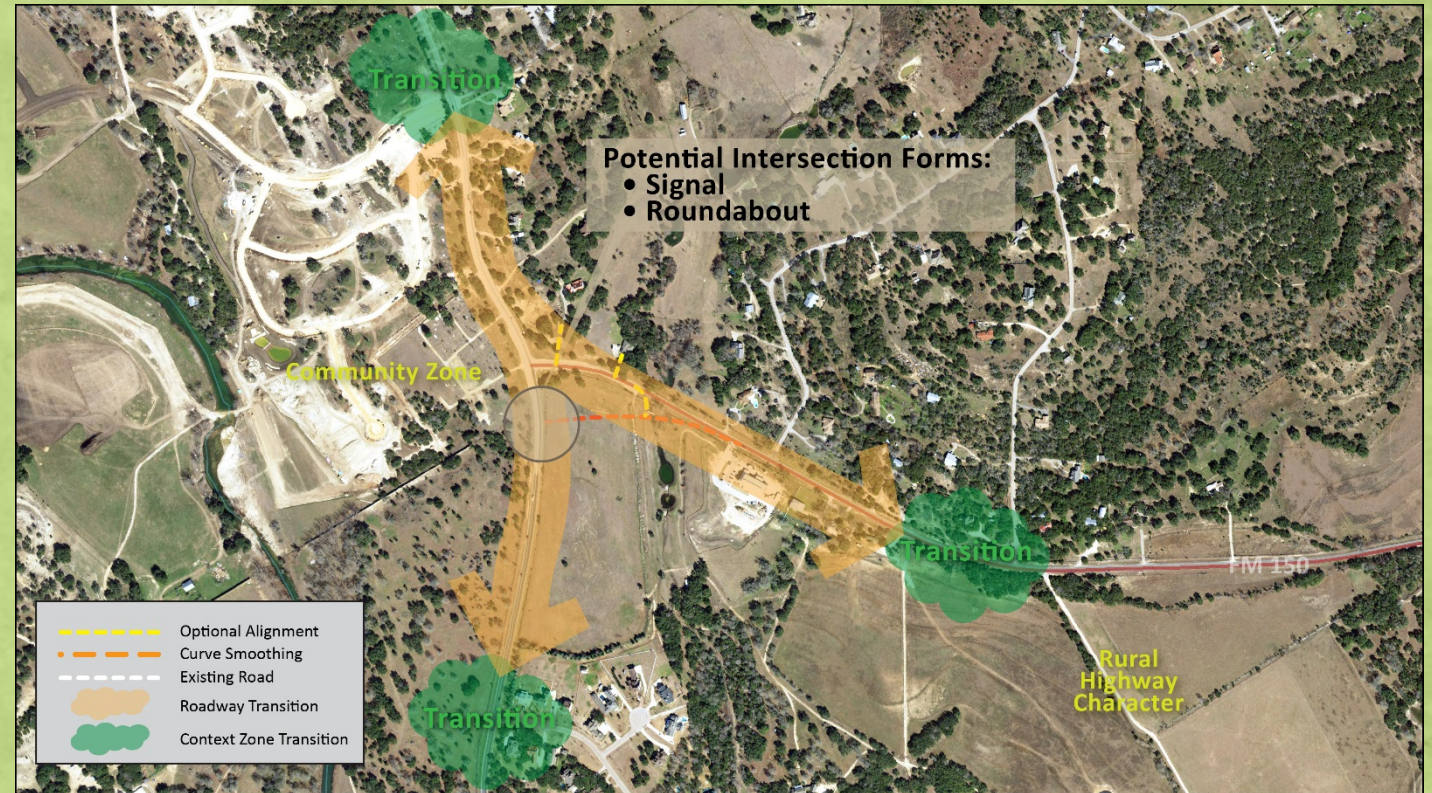 Transition
Potential Intersection Forms:
• Signal
• Roundabout
Community Zone
Transition
FM 150
Rural
Highway
Character
Transition
Optional Alignment
Curve Smoothing
Existing Road
Roadway Transition
Context Zone Transition